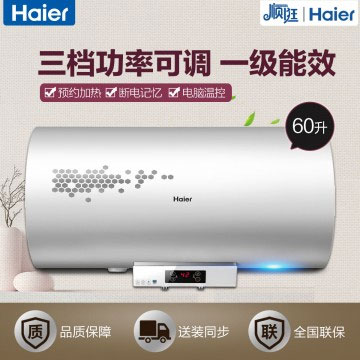 Haier
顺旺 Haier
三档功率可调 一级能效
预约加热 断电记忆 电脑温控
60升
Haier
质 品质保障
装 送装同步
联 全国联保